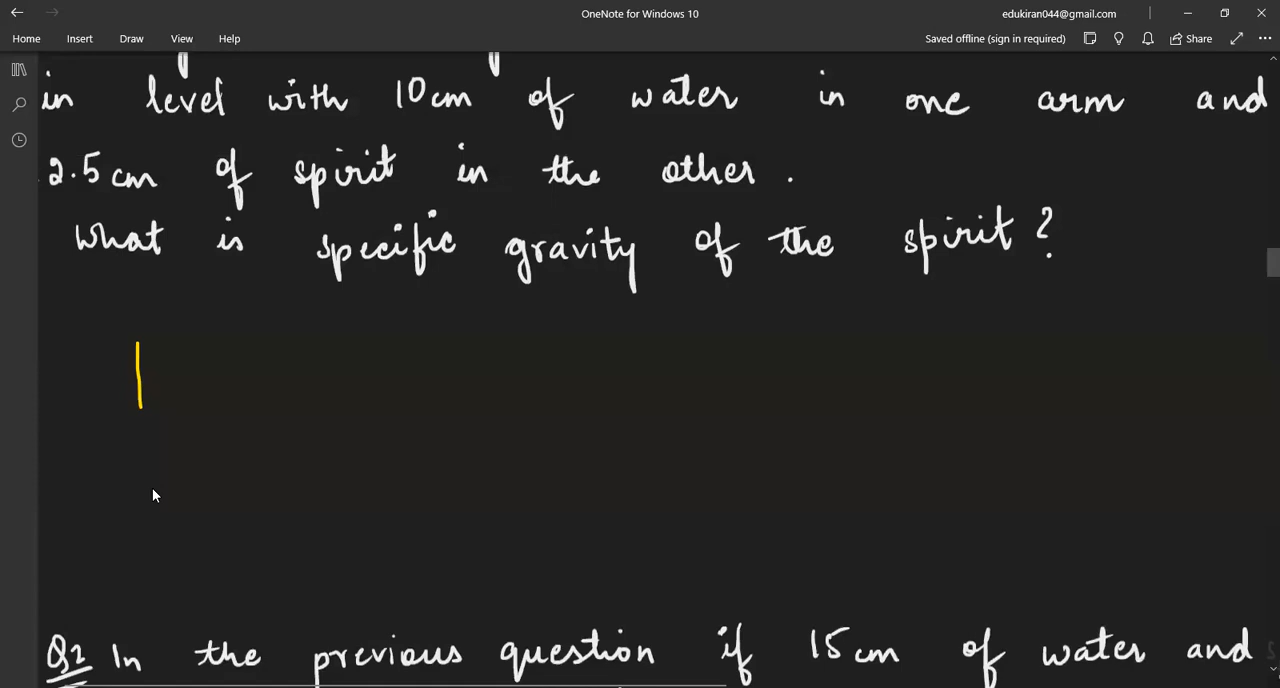 OneNote for Windows 10
edukiran044@gmail.com
Home Insert Draw View Help
Saved offline (sign in required)
Share
in level with 10cm of water in one arm and
2.5 cm of spirit in the other.
What is specific gravity of the spirit?
Q2 In the previous question if 15cm of water and